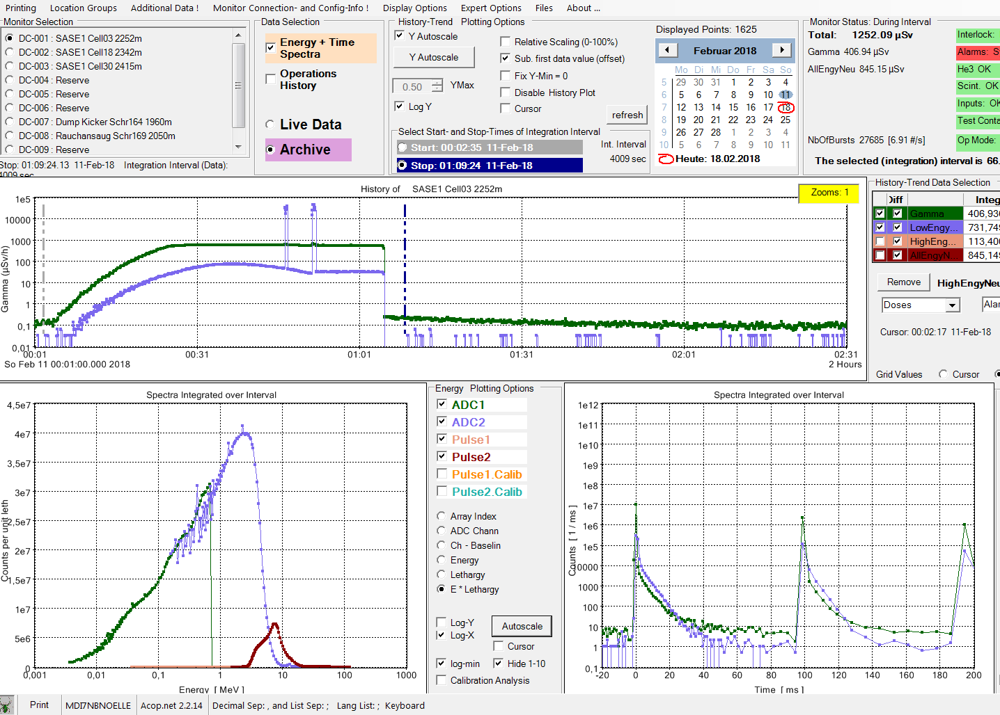 Printing Location Groups Additional Data ! Monitor Connection- and Config-Info ! Display Options Expert Options Files About ...
Monitor Selection
DC-001 : SASE1 Cell03 2252m
DC-002 : SASE1 Cell18 2342m
DC-003 : SASE1 Cell30 2415m
DC-004 : Reserve
DC-005 : Reserve
DC-006 : Reserve
DC-007 : Dump Kicker Schr164 1960m
DC-008 : Rauchansaug Schr169 2050m
DC-009 : Reserve
Stop: 01:09:24.13 11-Feb-18 Integration Interval (Data):
4009 sec
Data Selection
Energy + Time
Spectra
Operations
History
Live Data
Archive
History-Trend Plotting Options
Y Autoscale
Y Autoscale
0.50 YMax
Log Y
Relative Scaling (0-100%)
Sub. first data value (offset)
Fix Y-Min = 0
Disable History Plot
Cursor
refresh
Select Start- and Stop-Times of Integration Interval
Start: 00:02:35 11-Feb-18
Stop: 01:09:24 11-Feb-18
Int. Interval
4009 sec
Displayed Points: 1625
Februar 2018
Mo Di Mi Do Fr Sa So
5 29 30 31 1 2 3 4
6 5 6 7 8 9 10 11
7 12 13 14 15 16 17 18
8 19 20 21 22 23 24 25
9 26 27 28 1 2 3 4
10 5 6 7 8 9 10 11
Heute: 18.02.2018
Monitor Status: During Interval
Total: 1252.09 µSv
Gamma 406.94 µSv
AllEngyNeu 845.15 µSv
NbOfBursts 27685 [6.91 #/s]
The selected (integration) interval is 66.
Interlock:
Alarms: S
He3 OK
Scint. OK
Inputs: OK
Test Conta
Op Mode:
History of SASE1 Cell03 2252m
Zooms: 1
Gamma (µSv/h)
1e5
10000
1000
100
10
1
0.1
0,01
00:01 00:31 01:01 01:31 02:01 02:31
So Feb 11 00:01:00.000 2018
2 Hours
History-Trend Data Selection
Diff Integ
Gamma 406,936
LowEngy... 731,749
HighEng... 113,400
AllEngyN... 845,149
Remove HighEngyNeu
Doses Alar
Cursor: 00:02:17 11-Feb-18
Grid Values Cursor
Spectra Integrated over Interval
Counts per unit leth
4,5e7
4e7
3,5e7
3e7
2,5e7
2e7
1,5e7
1e7
5e6
0
0,001 0,01 0,1 1 10 100 1000
Energy [ MeV ]
Energy Plotting Options
ADC1
ADC2
Pulse1
Pulse2
Pulse1.Calib
Pulse2.Calib
Array Index
ADC Chann
Ch - Baselin
Energy
Lethargy
E * Lethargy
Log-Y
Log-X
Autoscale
Cursor
log-min
Hide 1-10
Calibration Analysis
Spectra Integrated over Interval
Counts [ 1 / ms ]
1e12
1e11
1e10
1e9
1e8
1e7
1e6
1e5
10000
1000
100
10
1
0,1
-20 0 20 40 60 80 100 120 140 160 180 200
Time [ ms ]
Print MDI7NBNOELLE Acop.net 2.2.14 Decimal Sep: , and List Sep: ; Lang List: ; Keyboard